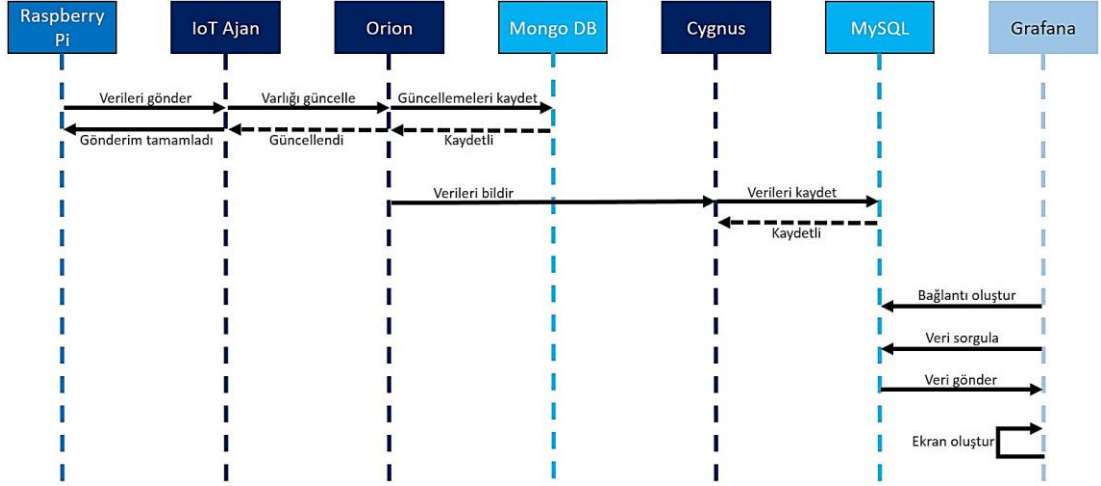 Raspberry
Pi
IoT Ajan
Orion
Mongo DB
Cygnus
MySQL
Grafana
Verileri gönder
Varlığı güncelle
Güncellemeleri kaydet
Gönderim tamamladı
Güncellendi
Kaydetli
Verileri bildir
Verileri kaydet
Kaydetli
Bağlantı oluştur
Veri sorgula
Veri gönder
Ekran oluştur